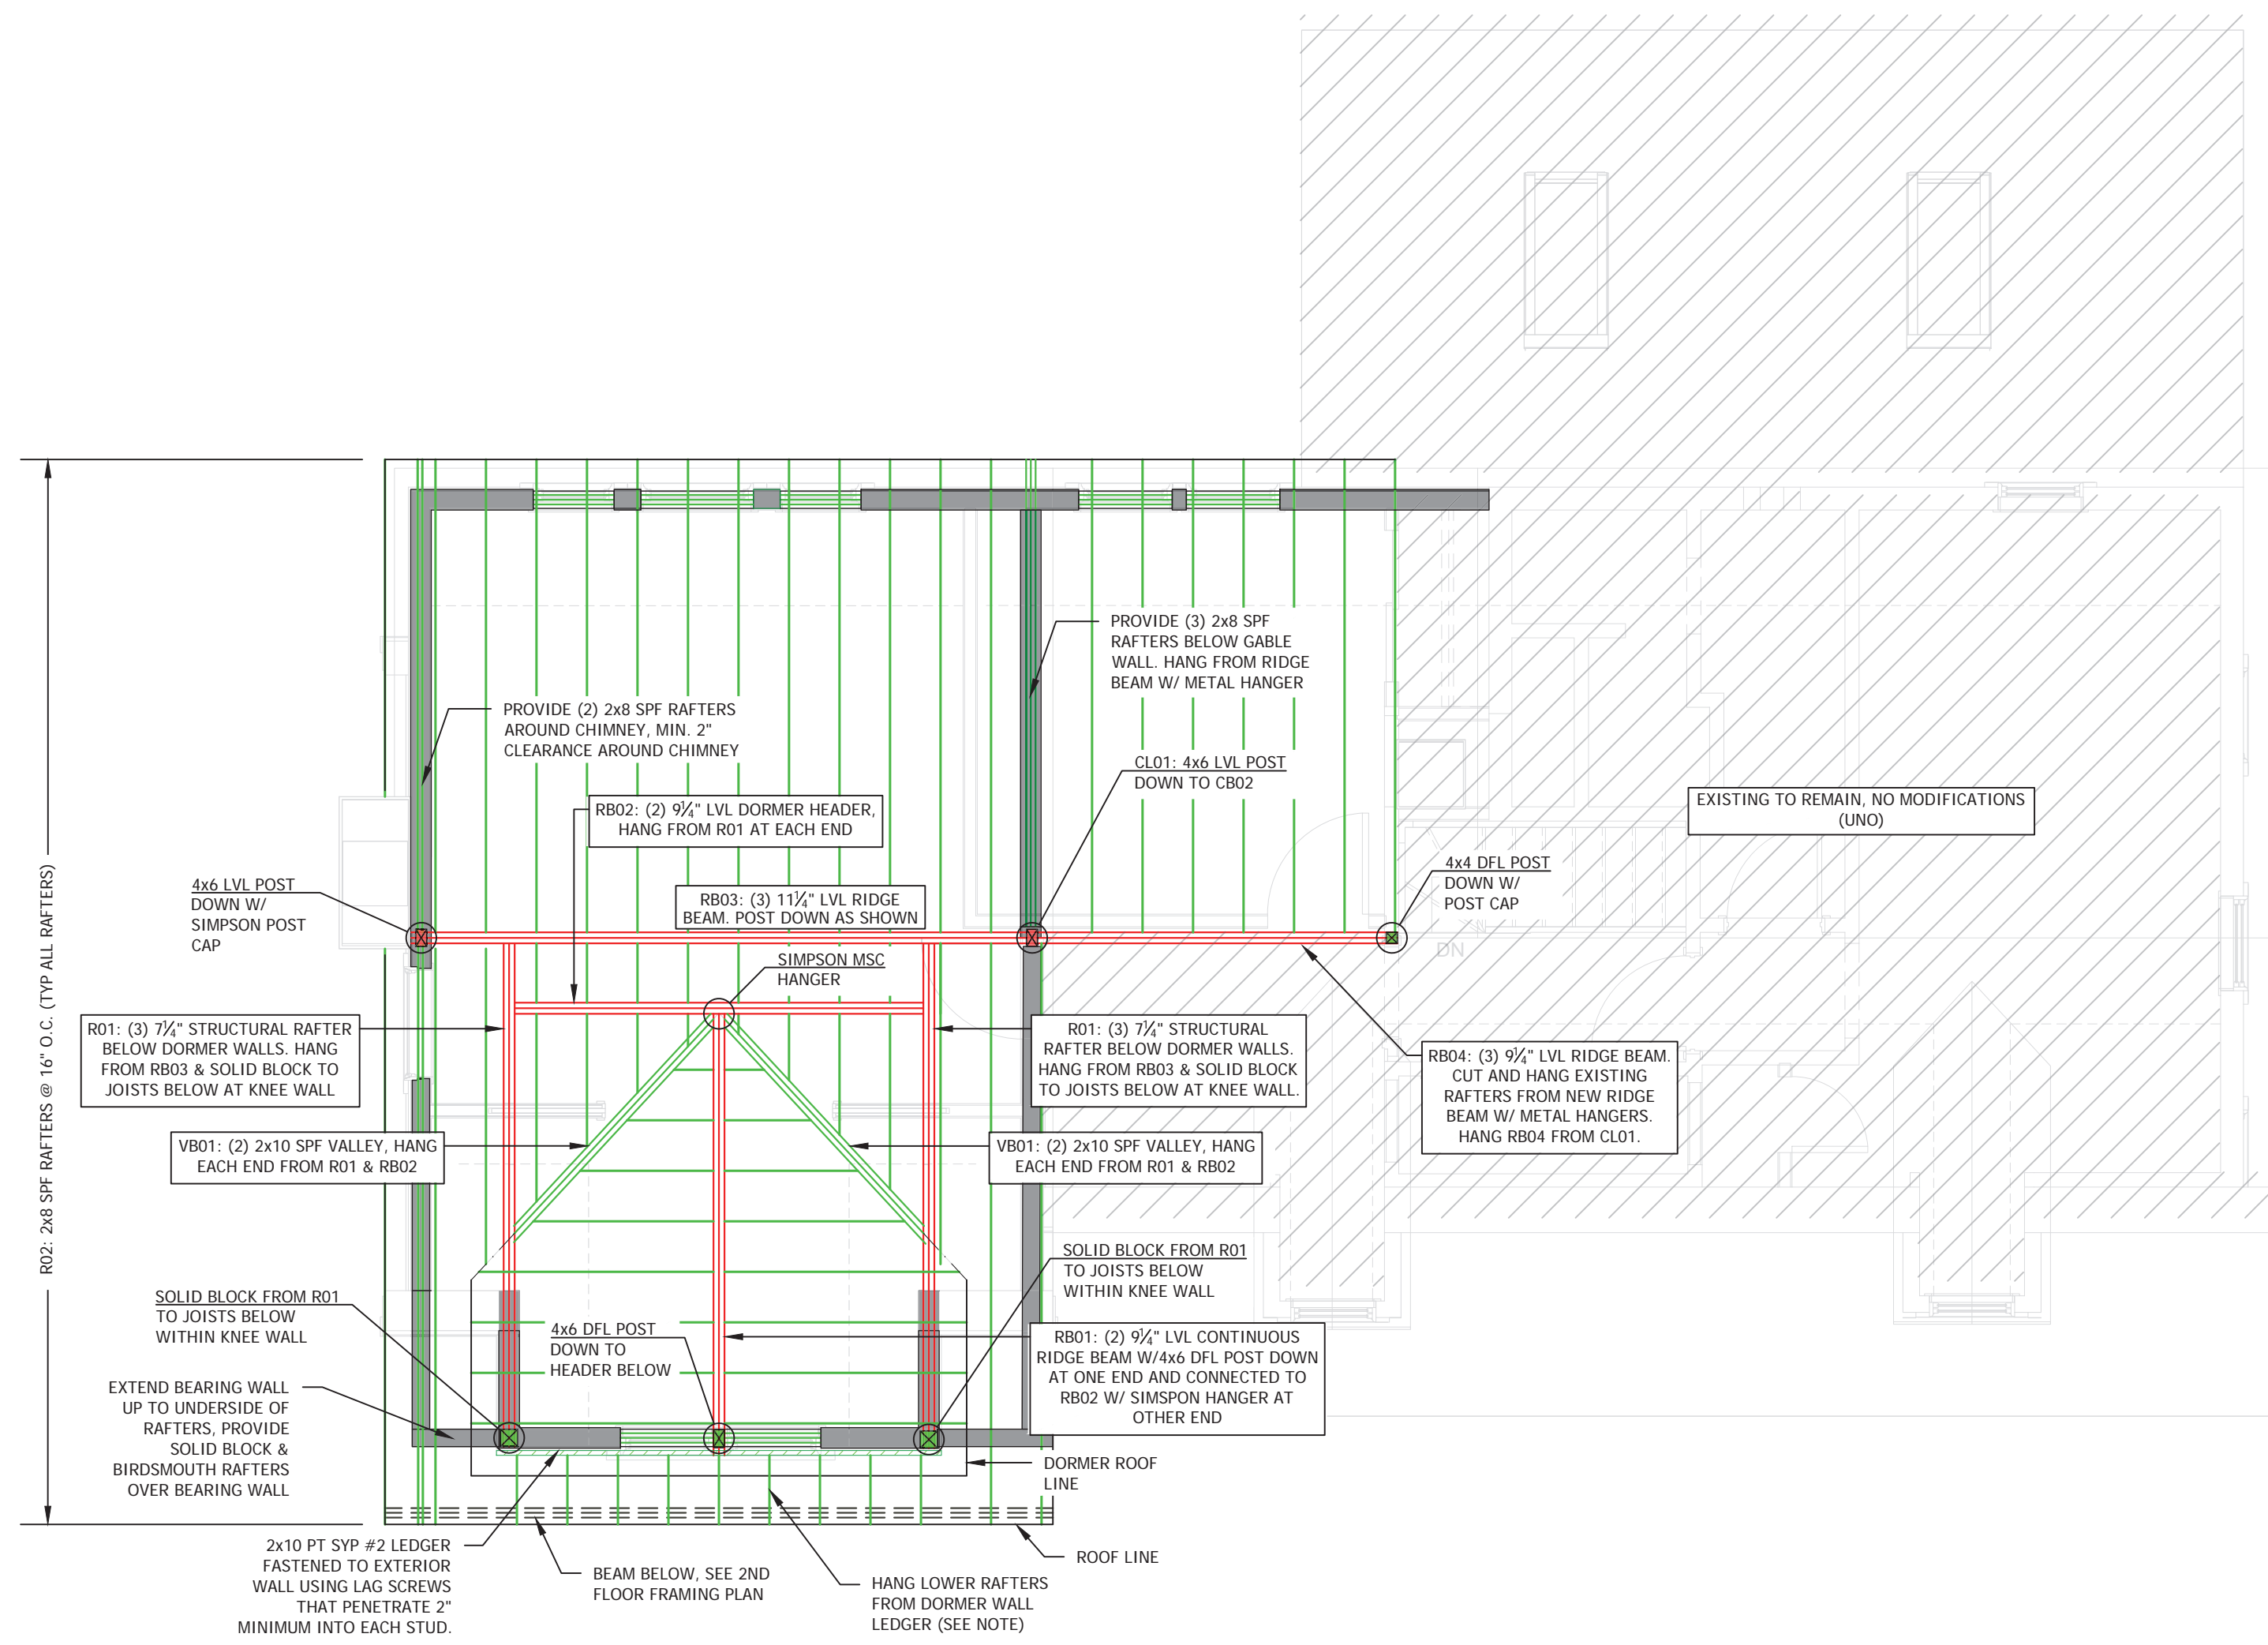 R02: 2x8 SPF RAFTERS @ 16" O.C. (TYP ALL RAFTERS)
PROVIDE (3) 2x8 SPF
RAFTERS BELOW GABLE
WALL. HANG FROM RIDGE
BEAM W/ METAL HANGER
PROVIDE (2) 2x8 SPF RAFTERS
AROUND CHIMNEY, MIN. 2"
CLEARANCE AROUND CHIMNEY
CL01: 4x6 LVL POST
DOWN TO CB02
RB02: (2) 9¼" LVL DORMER HEADER,
HANG FROM R01 AT EACH END
EXISTING TO REMAIN, NO MODIFICATIONS
(UNO)
4x6 LVL POST
DOWN W/
SIMPSON POST
CAP
RB03: (3) 11¼" LVL RIDGE
BEAM. POST DOWN AS SHOWN
4x4 DFL POST
DOWN W/
POST CAP
DN
SIMPSON MSC
HANGER
R01: (3) 7¼" STRUCTURAL RAFTER
BELOW DORMER WALLS. HANG
FROM RB03 & SOLID BLOCK TO
JOISTS BELOW AT KNEE WALL
R01: (3) 7¼" STRUCTURAL
RAFTER BELOW DORMER WALLS.
HANG FROM RB03 & SOLID BLOCK
TO JOISTS BELOW AT KNEE WALL.
RB04: (3) 9¼" LVL RIDGE BEAM.
CUT AND HANG EXISTING
RAFTERS FROM NEW RIDGE
BEAM W/ METAL HANGERS.
HANG RB04 FROM CL01.
VB01: (2) 2x10 SPF VALLEY, HANG
EACH END FROM R01 & RB02
VB01: (2) 2x10 SPF VALLEY, HANG
EACH END FROM R01 & RB02
SOLID BLOCK FROM R01
TO JOISTS BELOW
WITHIN KNEE WALL
SOLID BLOCK FROM R01
TO JOISTS BELOW
WITHIN KNEE WALL
4x6 DFL POST
DOWN TO
HEADER BELOW
RB01: (2) 9¼" LVL CONTINUOUS
RIDGE BEAM W/4x6 DFL POST DOWN
AT ONE END AND CONNECTED TO
RB02 W/ SIMSPON HANGER AT
OTHER END
EXTEND BEARING WALL
UP TO UNDERSIDE OF
RAFTERS, PROVIDE
SOLID BLOCK &
BIRDSMOUTH RAFTERS
OVER BEARING WALL
DORMER ROOF
LINE
2x10 PT SYP #2 LEDGER
FASTENED TO EXTERIOR
WALL USING LAG SCREWS
THAT PENETRATE 2"
MINIMUM INTO EACH STUD.
BEAM BELOW, SEE 2ND
FLOOR FRAMING PLAN
HANG LOWER RAFTERS
FROM DORMER WALL
LEDGER (SEE NOTE)
ROOF LINE